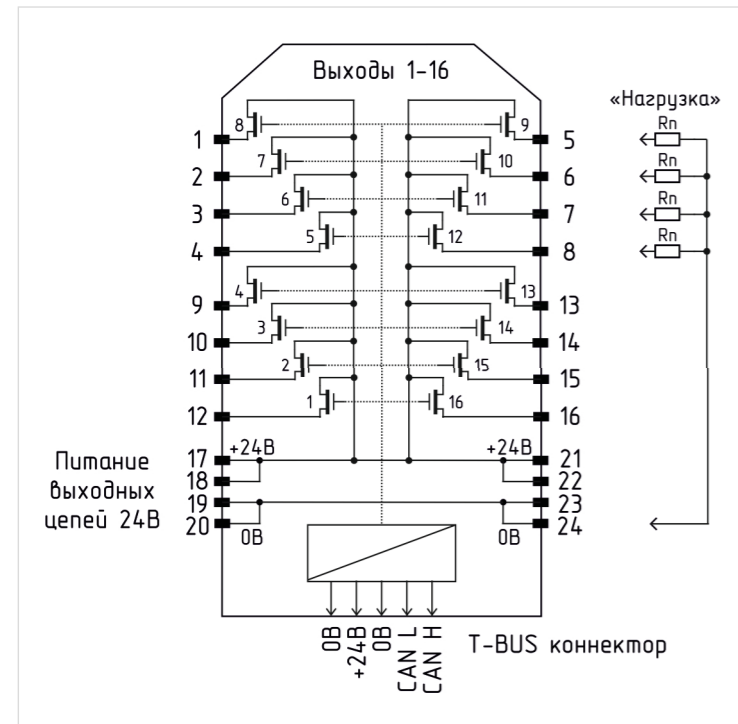 Выходы 1-16
«Нагрузка»
1 8 9 5 Rn
2 7 10 6 Rn
3 6 11 7 Rn
4 5 12 8 Rn
9 4 13 13
10 3 14 14
11 2 15 15
12 1 16 16
Питание
выходных
цепей 24В
17 +24В +24В 21
18 22
19 23
20 0В 0В 24
0В
+24В
0В
CAN L
CAN H
T-BUS коннектор